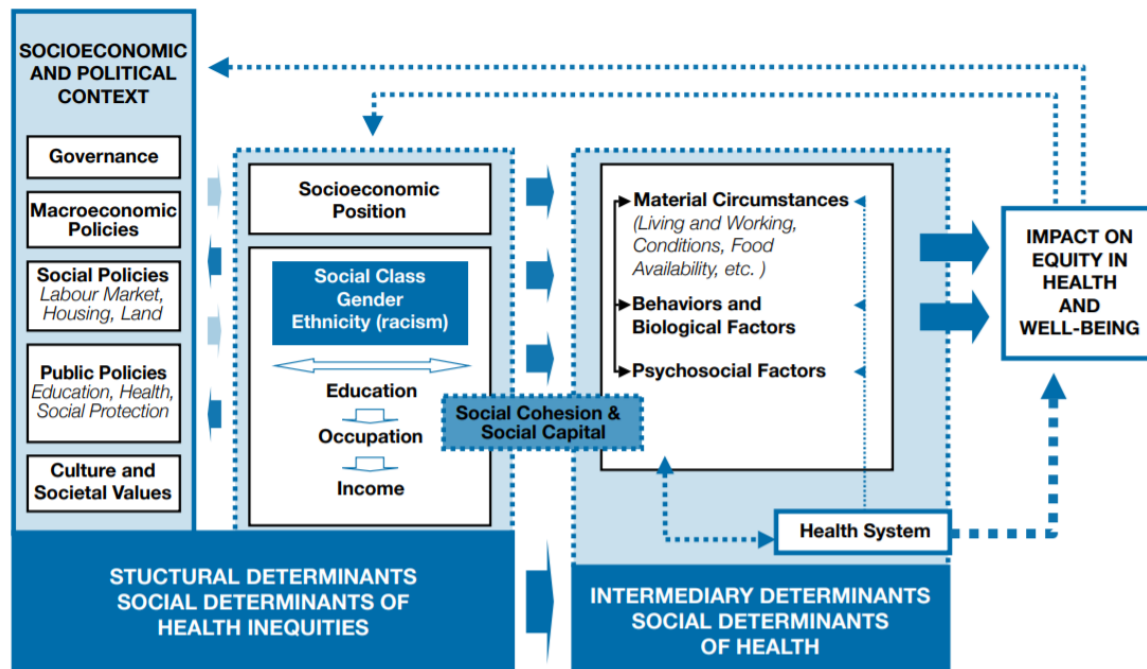 SOCIOECONOMIC
AND POLITICAL
CONTEXT
Governance
Macroeconomic
Policies
Social Policies
Labour Market,
Housing, Land
Public Policies
Education, Health,
Social Protection
Culture and
Societal Values
Socioeconomic
Position
Social Class
Gender
Ethnicity (racism)
Education
Occupation
Income
Social Cohesion &
Social Capital
Material Circumstances
(Living and Working,
Conditions, Food
Availability, etc. )
Behaviors and
Biological Factors
Psychosocial Factors
Health System
IMPACT ON
EQUITY IN
HEALTH
AND
WELL-BEING
STUCTURAL DETERMINANTS
SOCIAL DETERMINANTS OF
HEALTH INEQUITIES
INTERMEDIARY DETERMINANTS
SOCIAL DETERMINANTS
OF HEALTH